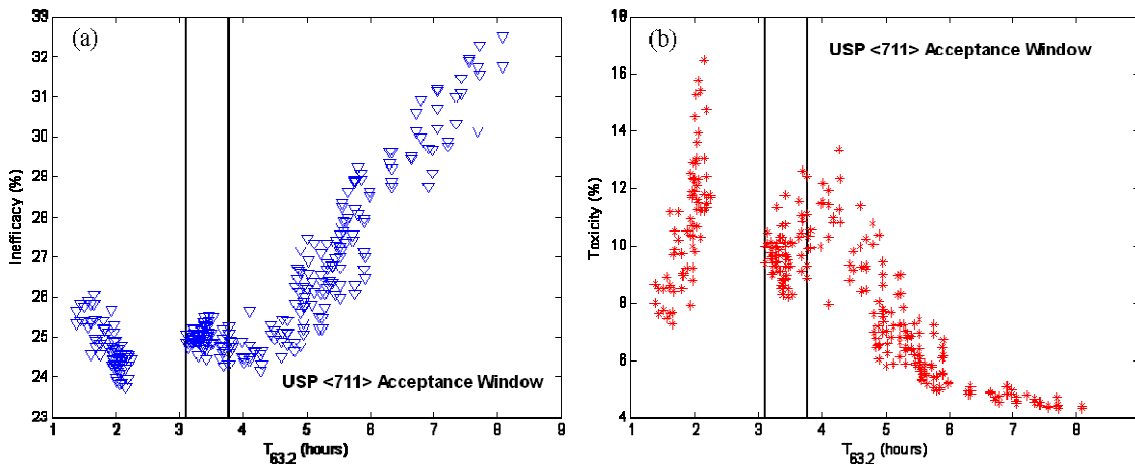 33
32
31
30
29
28
27
26
25
24
23
Inefficacy (%)
(a)
USP <711> Acceptance Window
1 2 3 4 5 6 7 8 9
T63.2 (hours)
18
16
14
12
10
8
6
4
Toxicity (%)
(b)
USP <711> Acceptance Window
1 2 3 4 5 6 7 8
T63.2 (hours)